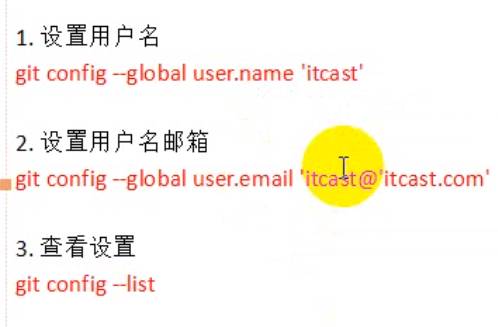 1. 设置用户名
git config --global user.name 'itcast'
2. 设置用户名邮箱
git config --global user.email 'itcast@'itcast.com'
3. 查看设置
git config --list